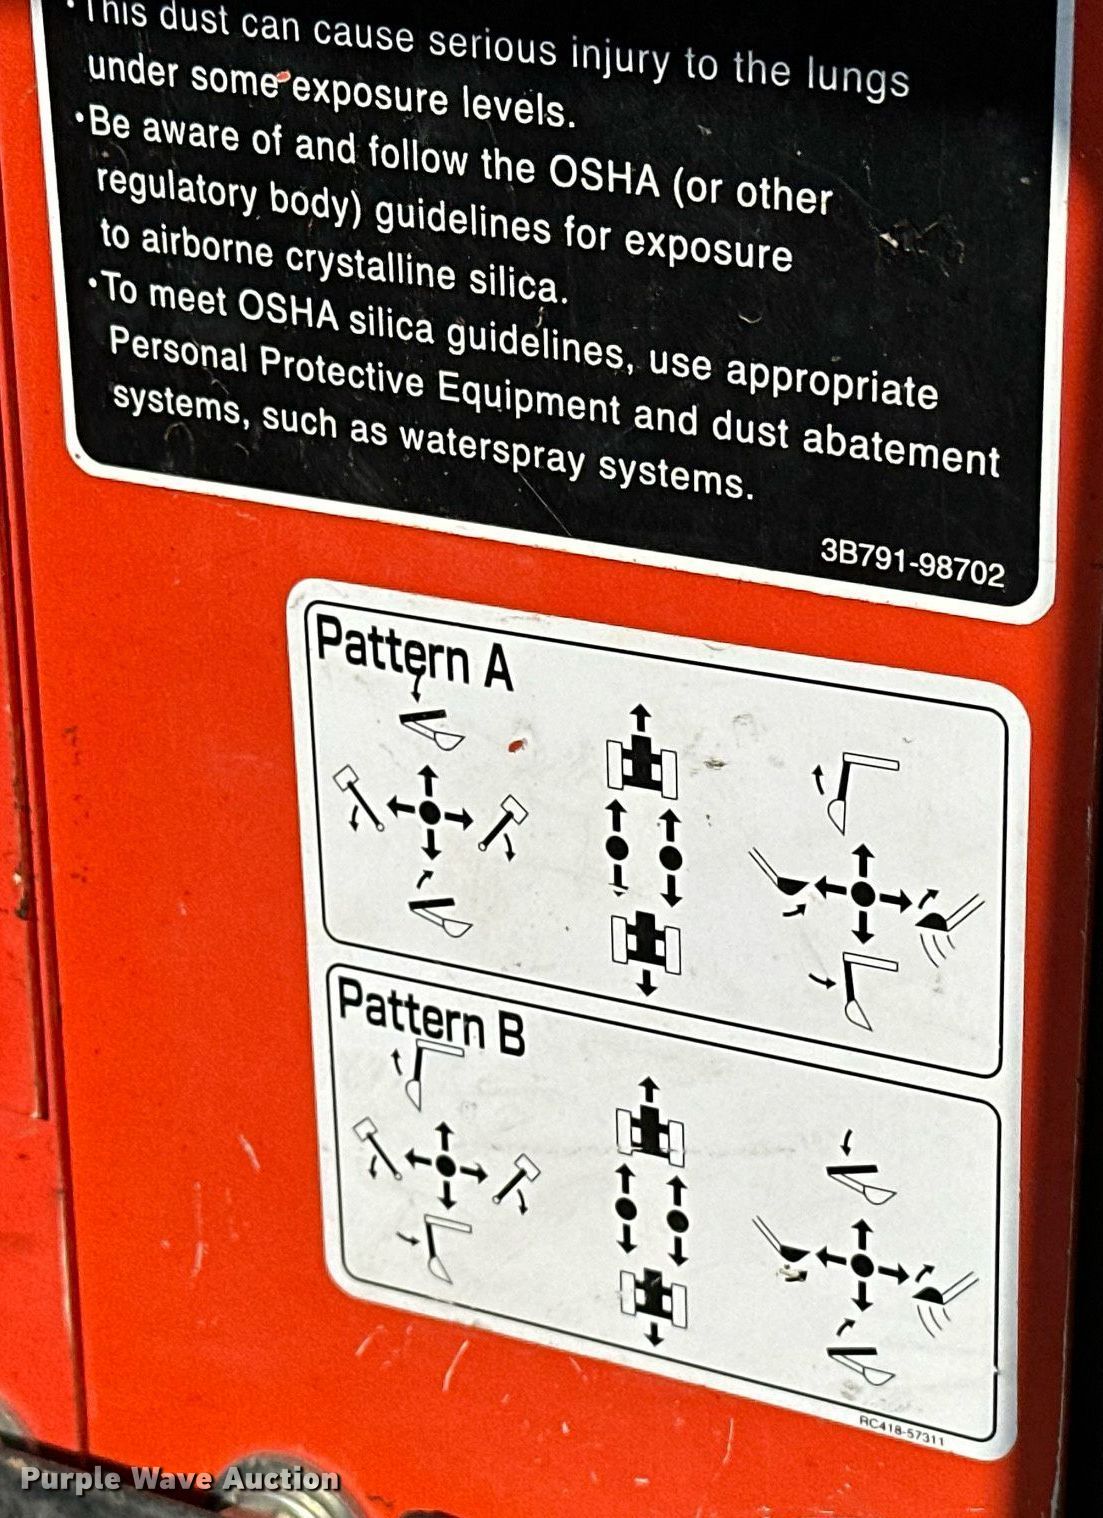 •This dust can cause serious injury to the lungs
under some exposure levels.
•Be aware of and follow the OSHA (or other
regulatory body) guidelines for exposure
to airborne crystalline silica.
•To meet OSHA silica guidelines, use appropriate
Personal Protective Equipment and dust abatement
systems, such as waterspray systems.
3B791-98702
Pattern A
Pattern B
RC418-57311
Purple Wave Auction